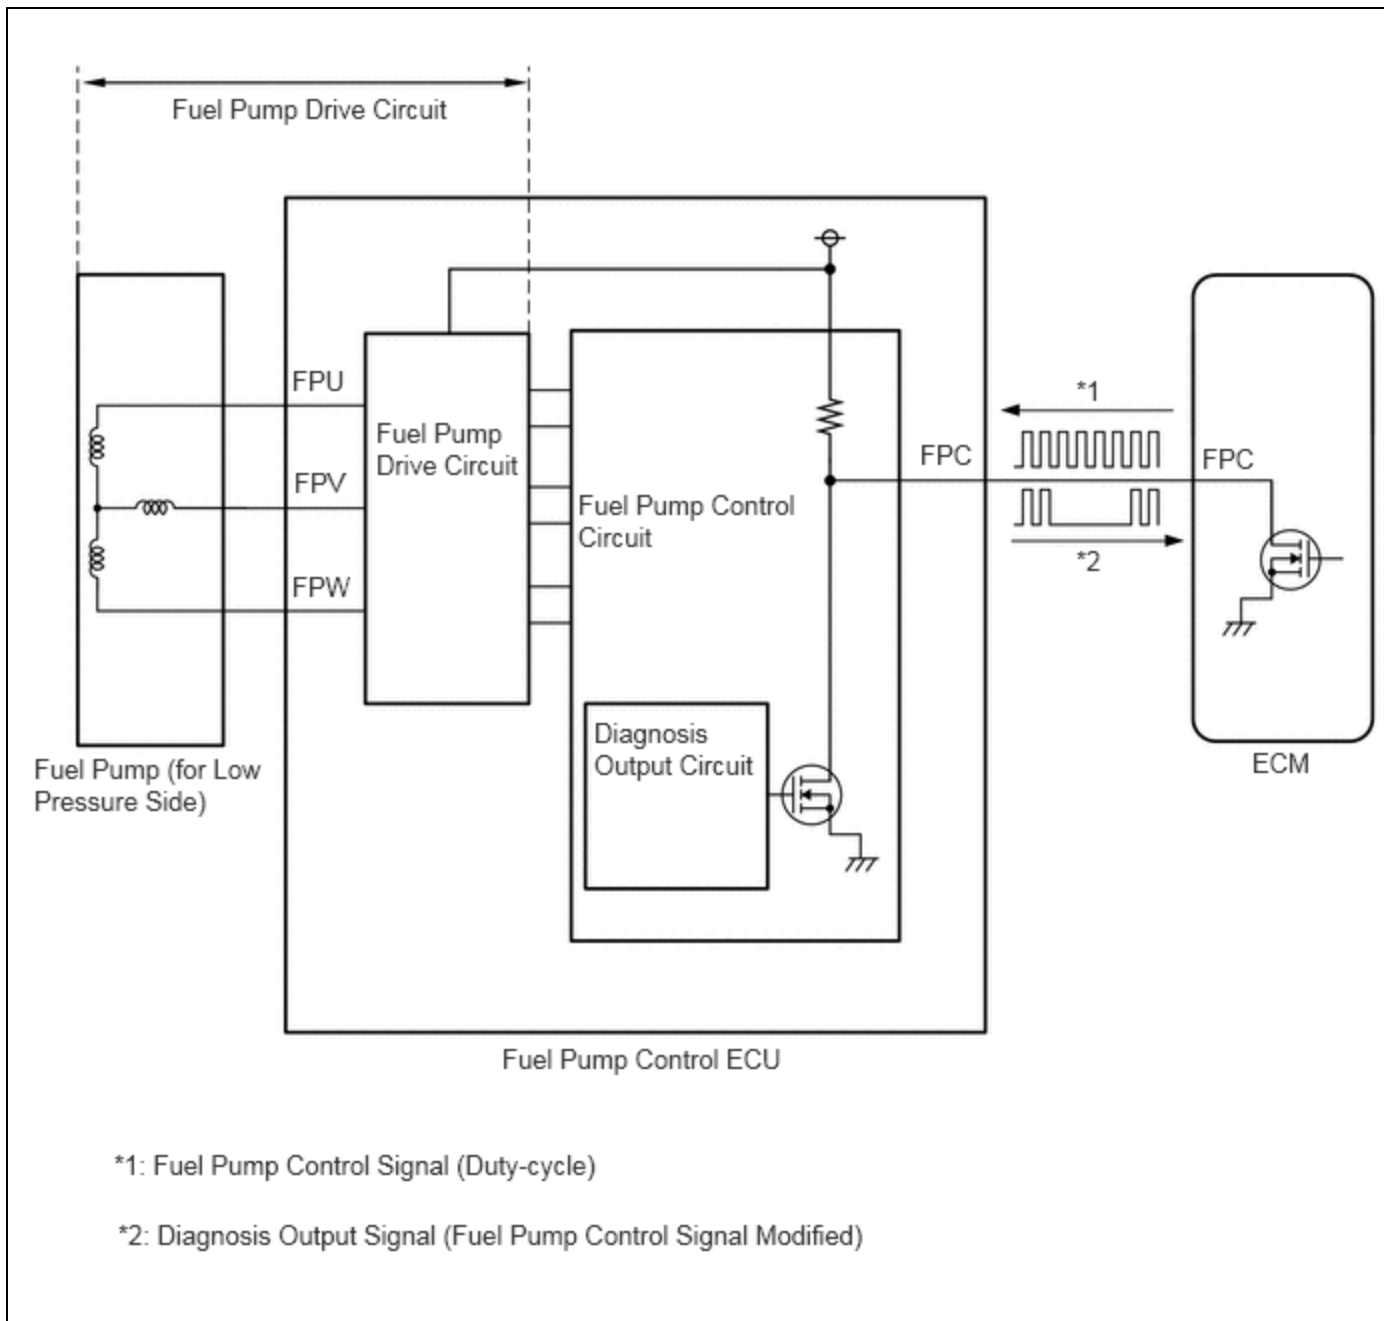 Fuel Pump Drive Circuit
FPU
FPV
FPW
Fuel Pump
Drive Circuit
Fuel Pump Control
Circuit
FPC
*1
FPC
*2
Diagnosis
Output Circuit
Fuel Pump (for Low
Pressure Side)
ECM
Fuel Pump Control ECU
*1: Fuel Pump Control Signal (Duty-cycle)
*2: Diagnosis Output Signal (Fuel Pump Control Signal Modified)